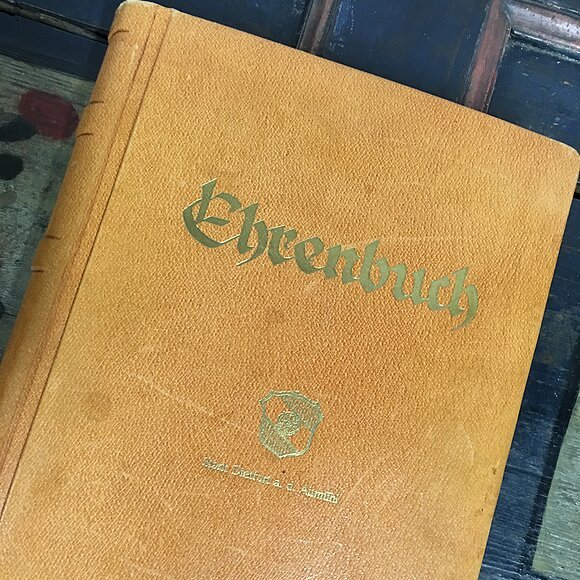 Ehrenbuch
Stadt Dietfurt a. d. Altmühl